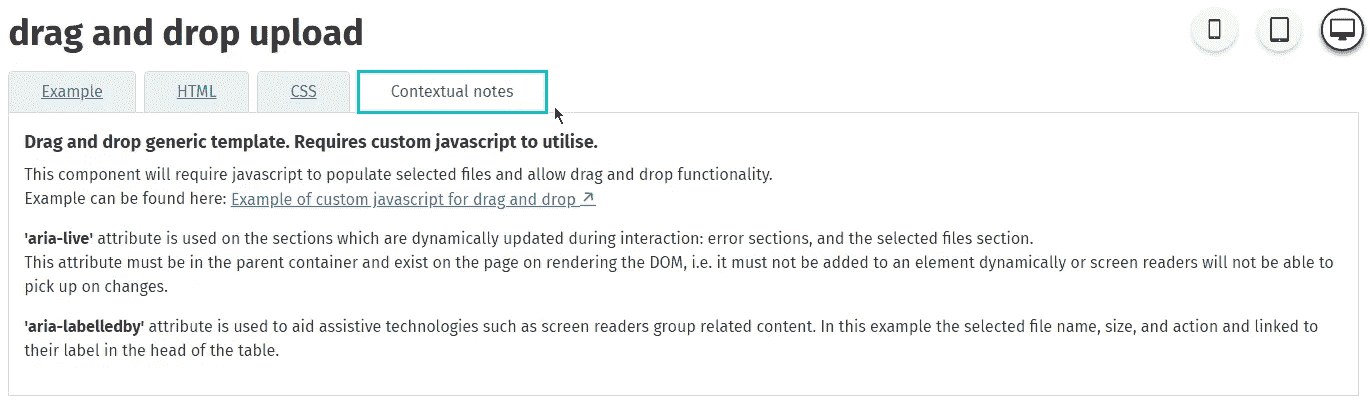 drag and drop upload
Example HTML CSS Contextual notes
Drag and drop generic template. Requires custom javascript to utilise.
This component will require javascript to populate selected files and allow drag and drop functionality.
Example can be found here: Example of custom javascript for drag and drop
'aria-live' attribute is used on the sections which are dynamically updated during interaction: error sections, and the selected files section.
This attribute must be in the parent container and exist on the page on rendering the DOM, i.e. it must not be added to an element dynamically or screen readers will not be able to
pick up on changes.
'aria-labelledby' attribute is used to aid assistive technologies such as screen readers group related content. In this example the selected file name, size, and action and linked to
their label in the head of the table.